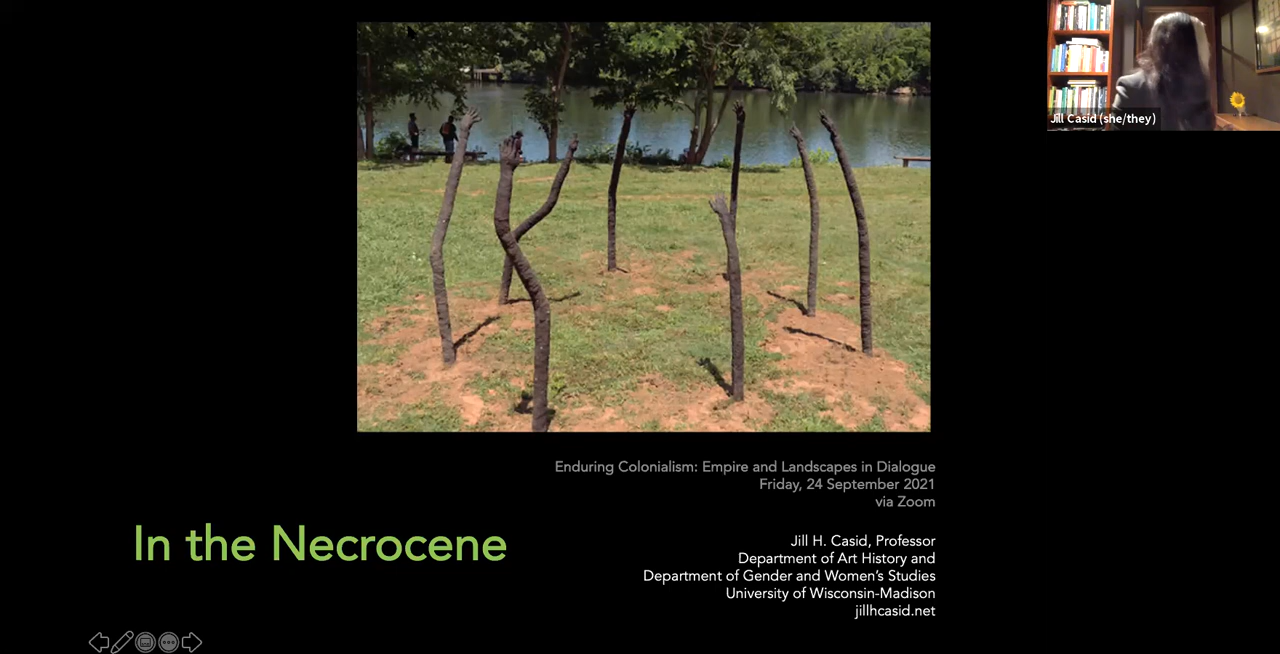 Jill Casid (she/they)
Enduring Colonialism: Empire and Landscapes in Dialogue
Friday, 24 September 2021
via Zoom
In the Necrocene
Jill H. Casid, Professor
Department of Art History and
Department of Gender and Women's Studies
University of Wisconsin-Madison
jillhcasid.net